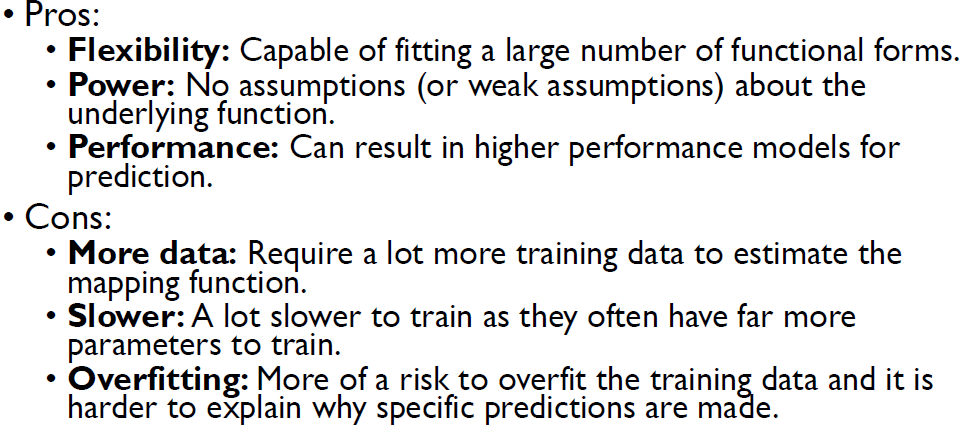 • Pros:
• Flexibility: Capable of fitting a large number of functional forms.
• Power: No assumptions (or weak assumptions) about the
underlying function.
• Performance: Can result in higher performance models for
prediction.
• Cons:
• More data: Require a lot more training data to estimate the
mapping function.
• Slower: A lot slower to train as they often have far more
parameters to train.
• Overfitting: More of a risk to overfit the training data and it is
harder to explain why specific predictions are made.